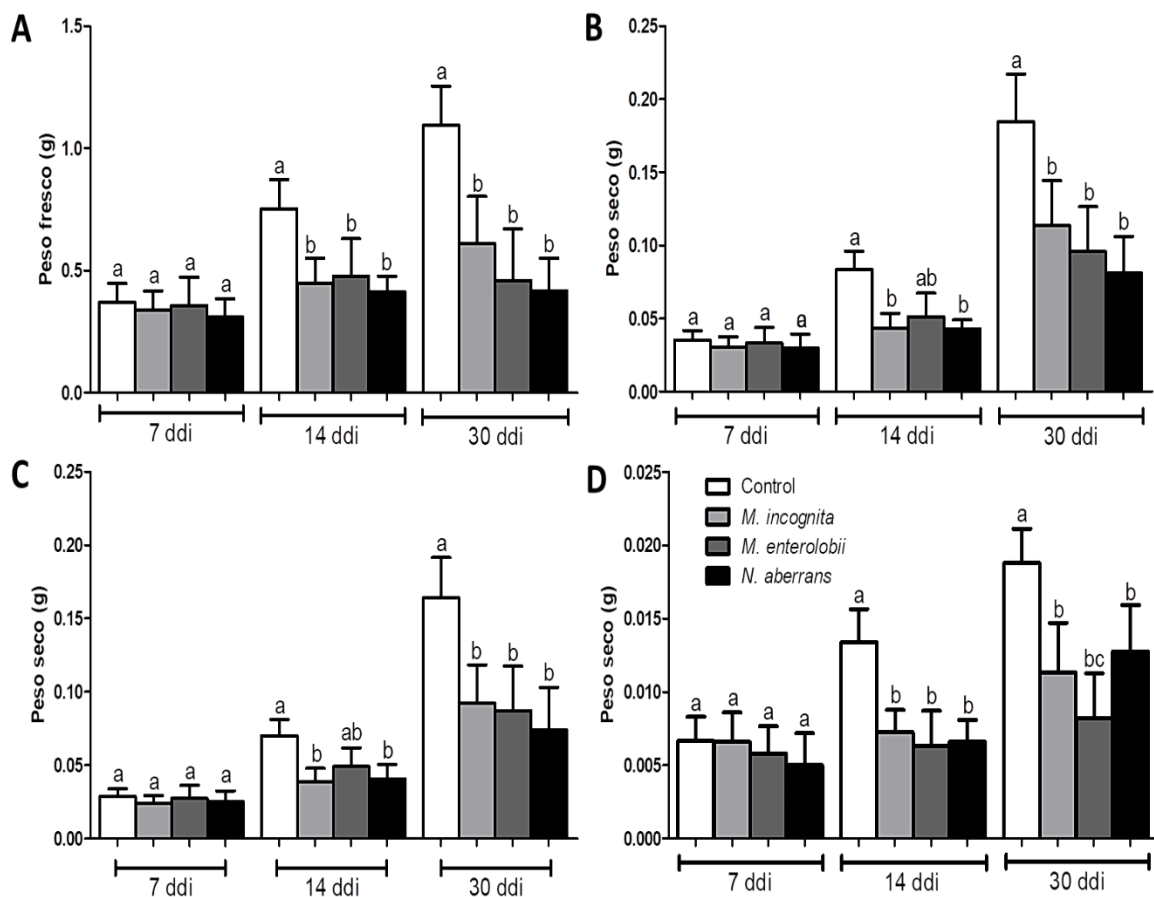 A
Peso fresco (g)
1.5
1.0
0.5
0.0
a a a a
a b b b
a b b b
7 ddi 14 ddi 30 ddi
B
Peso seco (g)
0.25
0.20
0.15
0.10
0.05
0.00
a a a a
a b ab b
a b b b
7 ddi 14 ddi 30 ddi
C
Peso seco (g)
0.25
0.20
0.15
0.10
0.05
0.00
a a a a
a b ab b
a b b b
7 ddi 14 ddi 30 ddi
D
Peso seco (g)
0.025
0.020
0.015
0.010
0.005
0.000
Control
M. incognita
M. enterolobii
N. aberrans
a a a a
a b b b
a b bc b
7 ddi 14 ddi 30 ddi